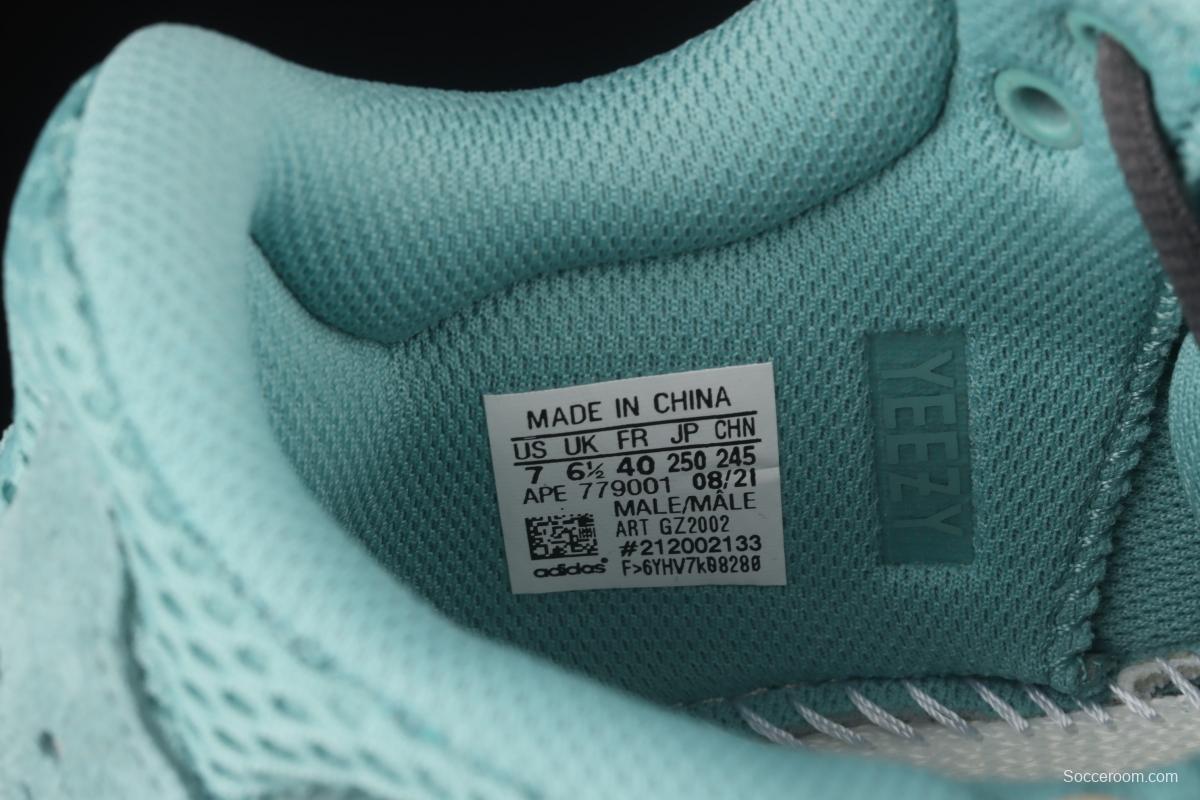 MADE IN CHINA
US UK FR JP CHN
7 6½ 40 250 245
APE 779001 08/21
MALE/MÂLE
ART GZ2002
#212002133
adidas® F>6YHV7k08280
YEEZY
Socceroom.com